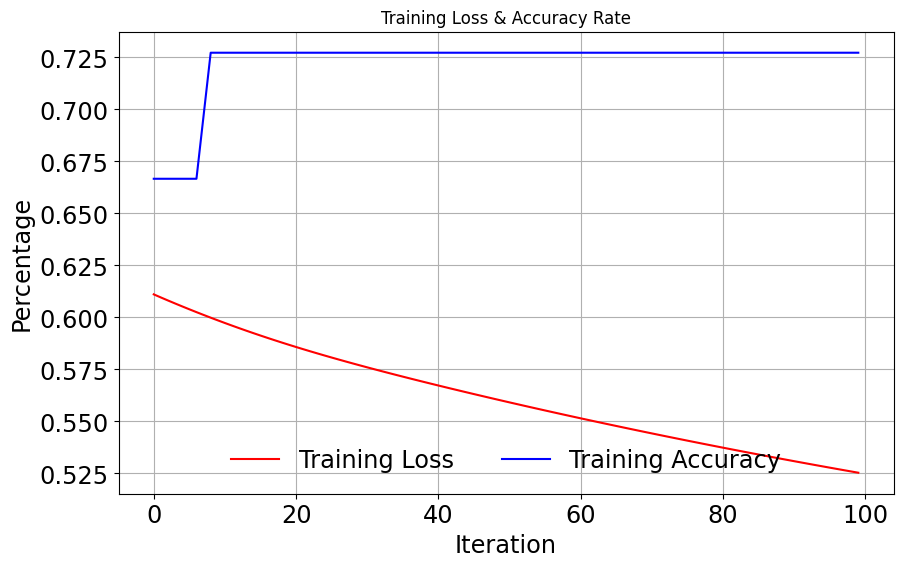 Training Loss & Accuracy Rate
0.725
0.700
0.675
0.650
0.625
0.600
0.575
0.550
0.525
Percentage
Training Loss
Training Accuracy
0 20 40 60 80 100
Iteration